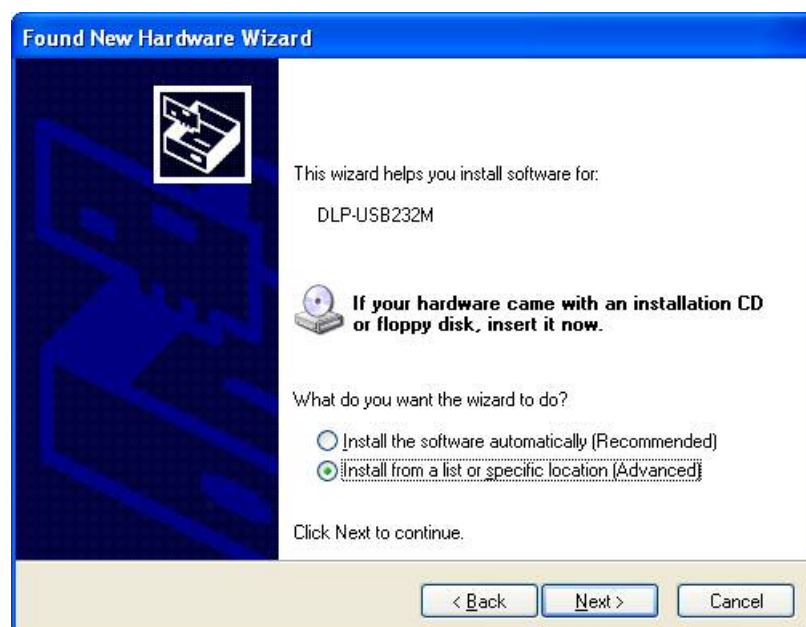 Found New Hardware Wizard
This wizard helps you install software for:
DLP-USB232M
If your hardware came with an installation CD
or floppy disk, insert it now.
What do you want the wizard to do?
Install the software automatically (Recommended)
Install from a list or specific location (Advanced)
Click Next to continue.
< Back
Next >
Cancel